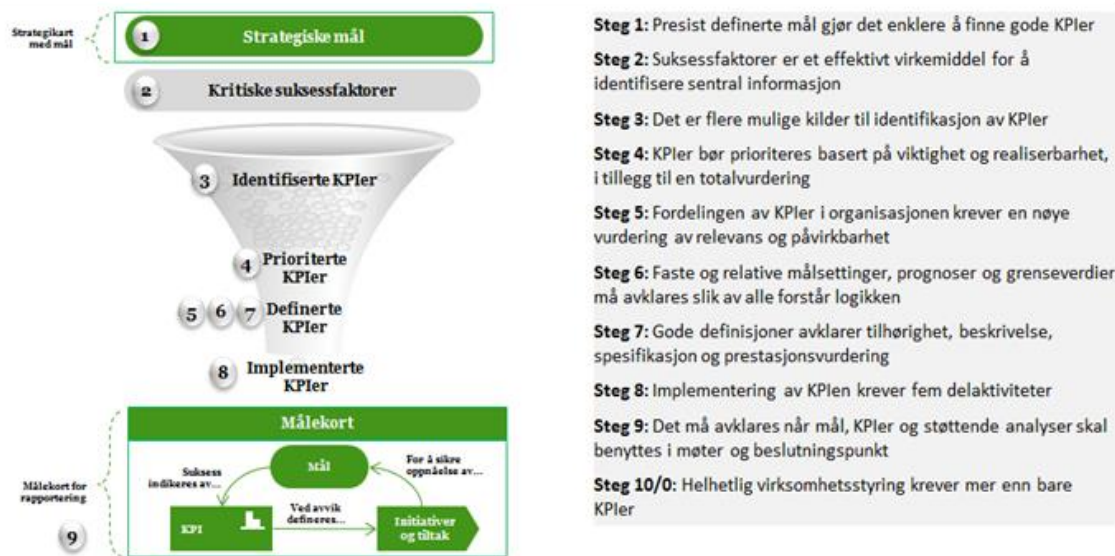 Strategikart
med mål
1
Strategiske mål
2
Kritiske suksessfaktorer
3
Identifiserte KPIer
4
Prioriterte
KPIer
5 6 7
Definerte
KPIer
8
Implementerte
KPIer
Målekort
Mål
Suksess
indikeres av...
For å sikre
oppnåelse av...
KPI
Ved avvik
defineres...
Initiativer
og tiltak
Målekort for
rapportering
9
Steg 1: Presist definerte mål gjør det enklere å finne gode KPIer
Steg 2: Suksessfaktorer er et effektivt virkemiddel for å
identifisere sentral informasjon
Steg 3: Det er flere mulige kilder til identifikasjon av KPIer
Steg 4: KPIer bør prioriteres basert på viktighet og realiserbarhet,
i tillegg til en totalvurdering
Steg 5: Fordelingen av KPIer i organisasjonen krever en nøye
vurdering av relevans og påvirkbarhet
Steg 6: Faste og relative målsettinger, prognoser og grenseverdier
må avklares slik av alle forstår logikken
Steg 7: Gode definisjoner avklarer tilhørighet, beskrivelse,
spesifikasjon og prestasjonsvurdering
Steg 8: Implementering av KPIen krever fem delaktiviteter
Steg 9: Det må avklares når mål, KPIer og støttende analyser skal
benyttes i møter og beslutningspunkt
Steg 10/0: Helhetlig virksomhetsstyring krever mer enn bare
KPIer